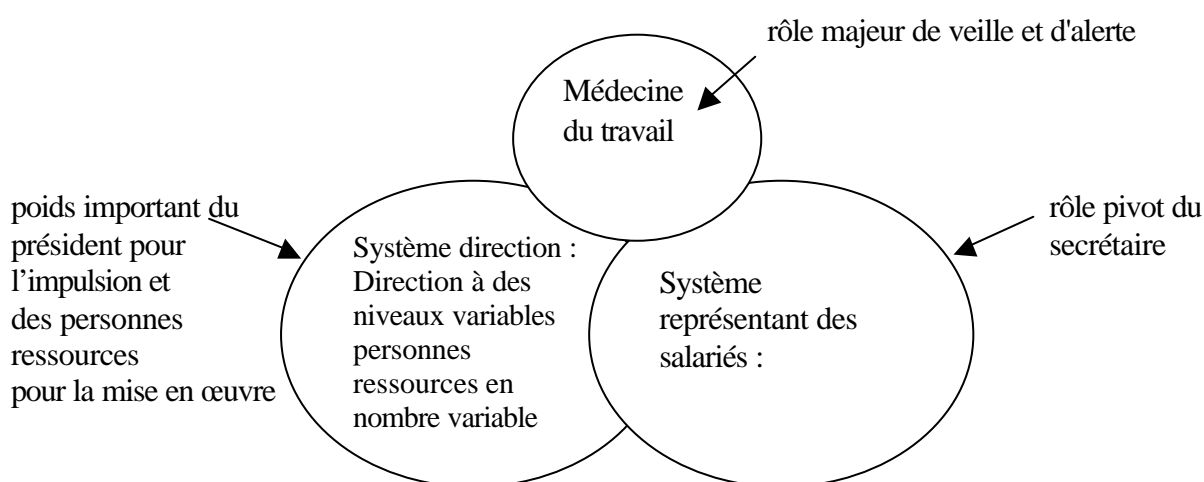 rôle majeur de veille et d'alerte
Médecine
du travail
poids important du
président pour
l’impulsion et
des personnes
ressources
pour la mise en œuvre
Système direction :
Direction à des
niveaux variables
personnes
ressources en
nombre variable
Système
représentant des
salariés :
rôle pivot du
secrétaire